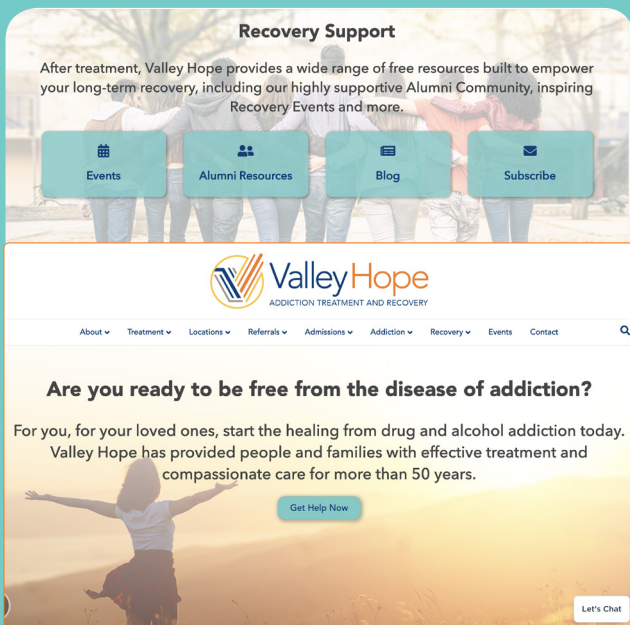 Recovery Support
After treatment, Valley Hope provides a wide range of free resources built to empower
your long-term recovery, including our highly supportive Alumni Community, inspiring
Recovery Events and more.
Events
Alumni Resources
Blog
Subscribe
ValleyHope
ADDICTION TREATMENT AND RECOVERY
About Treatment Locations Referrals Admissions Addiction Recovery Events Contact
Are you ready to be free from the disease of addiction?
For you, for your loved ones, start the healing from drug and alcohol addiction today.
Valley Hope has provided people and families with effective treatment and
compassionate care for more than 50 years.
Get Help Now
Let's Chat